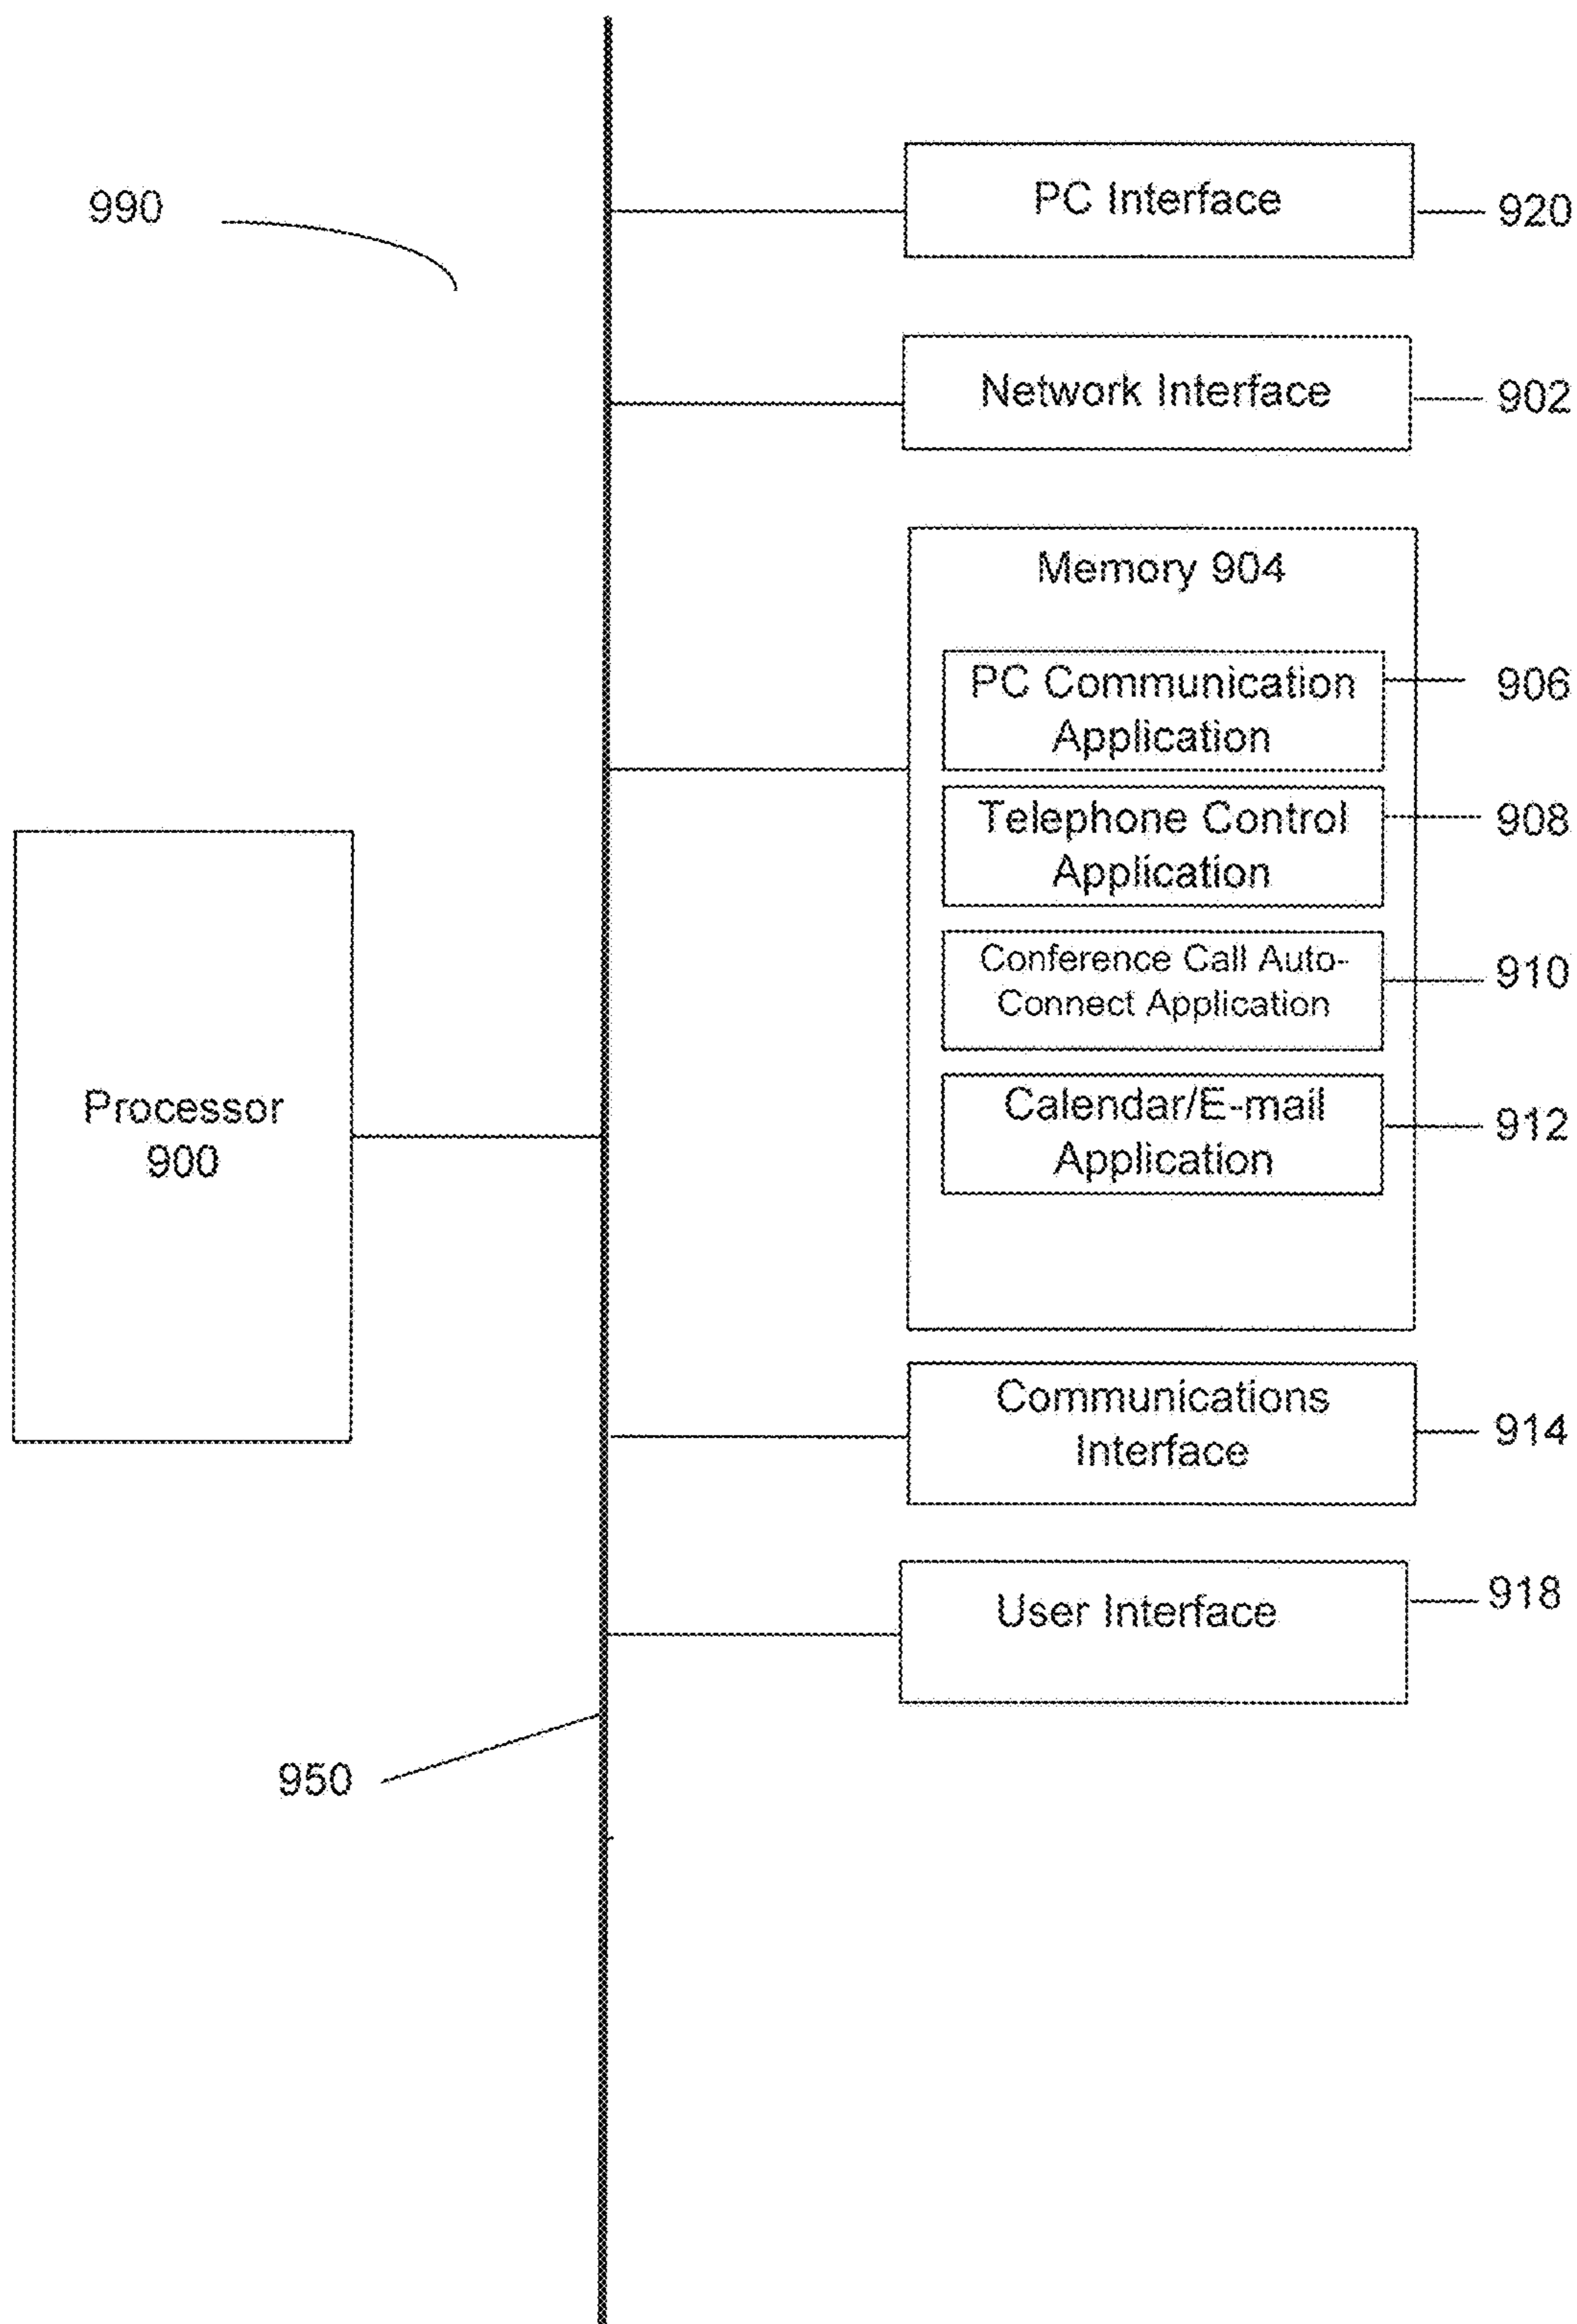 990
PC Interface
920
Network Interface
902
Memory 904
PC Communication
Application
906
Telephone Control
Application
908
Conference Call Auto-
Connect Application
910
Calendar/E-mail
Application
912
Processor
900
Communications
Interface
914
User Interface
918
950